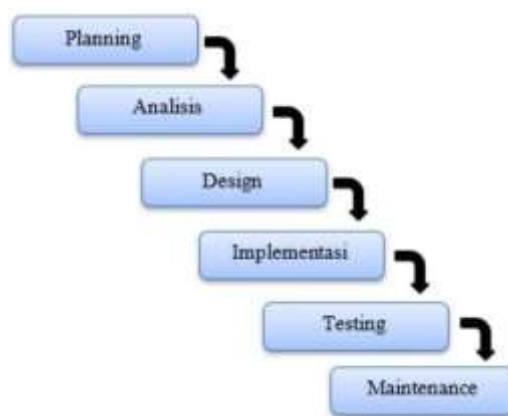 Planning
Analisis
Design
Implementasi
Testing
Maintenance